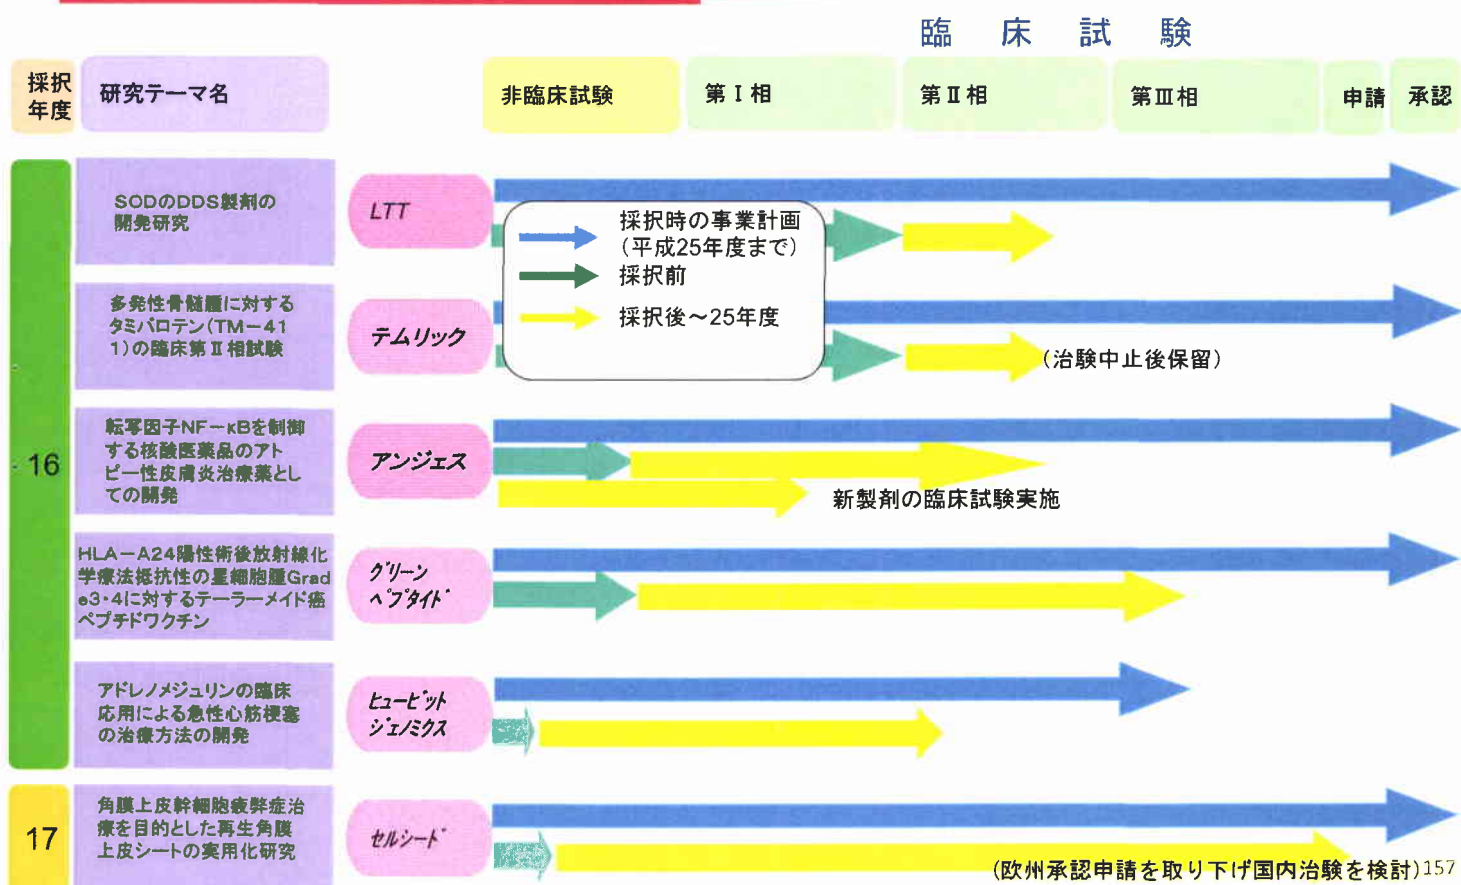 臨床試験
採択
年度
研究テーマ名
非臨床試験
第Ⅰ相
第Ⅱ相
第Ⅲ相
申請
承認
16
SODのDDS製剤の
開発研究
LTT
採択時の事業計画
(平成25年度まで)
採択前
採択後～25年度
多発性骨髄腫に対する
タミバロテン(TM－41
1)の臨床第Ⅱ相試験
テムリック
(治験中止後保留)
転写因子NF－κBを制御
する核酸医薬品のアト
ピー性皮膚炎治療薬とし
ての開発
アンジェス
新製剤の臨床試験実施
HLA－A24陽性術後放射線化
学療法抵抗性の星細胞腫Grad
e3・4に対するテーラーメイド癌
ペプチドワクチン
グリーン
ペプタイド
アドレノメジュリンの臨床
応用による急性心筋梗塞
の治療方法の開発
ヒュービット
ジェノミクス
17
角膜上皮幹細胞疲弊症治
療を目的とした再生角膜
上皮シートの実用化研究
セルシード
(欧州承認申請を取り下げ国内治験を検討)
157